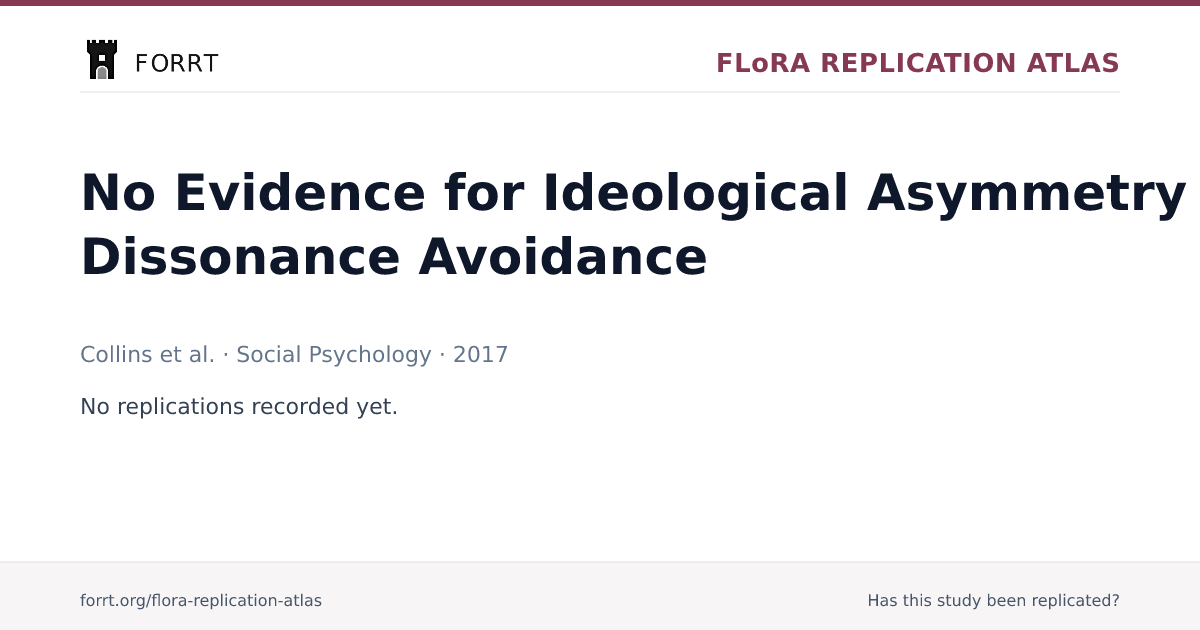 FORRT
FLoRA REPLICATION ATLAS
No Evidence for Ideological Asymmetry
Dissonance Avoidance
Collins et al. · Social Psychology · 2017
No replications recorded yet.
forrt.org/flora-replication-atlas
Has this study been replicated?